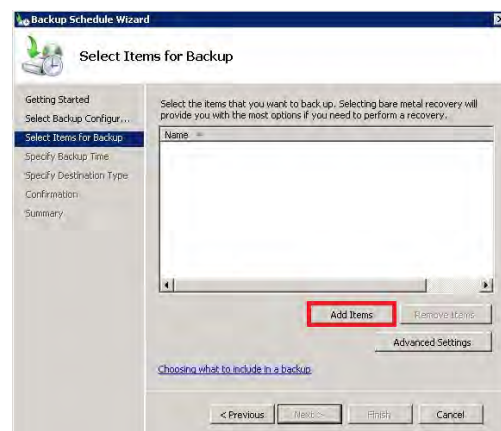 Backup Schedule Wizard
Select Items for Backup
Getting Started
Select Backup Configur...
Select Items for Backup
Specify Backup Time
Specify Destination Type
Confirmation
Summary
Select the items that you want to back up. Selecting bare metal recovery will
provide you with the most options if you need to perform a recovery.
Name
Add Items
Remove Items
Advanced Settings
Choosing what to include in a backup
< Previous
Next >
Finish
Cancel